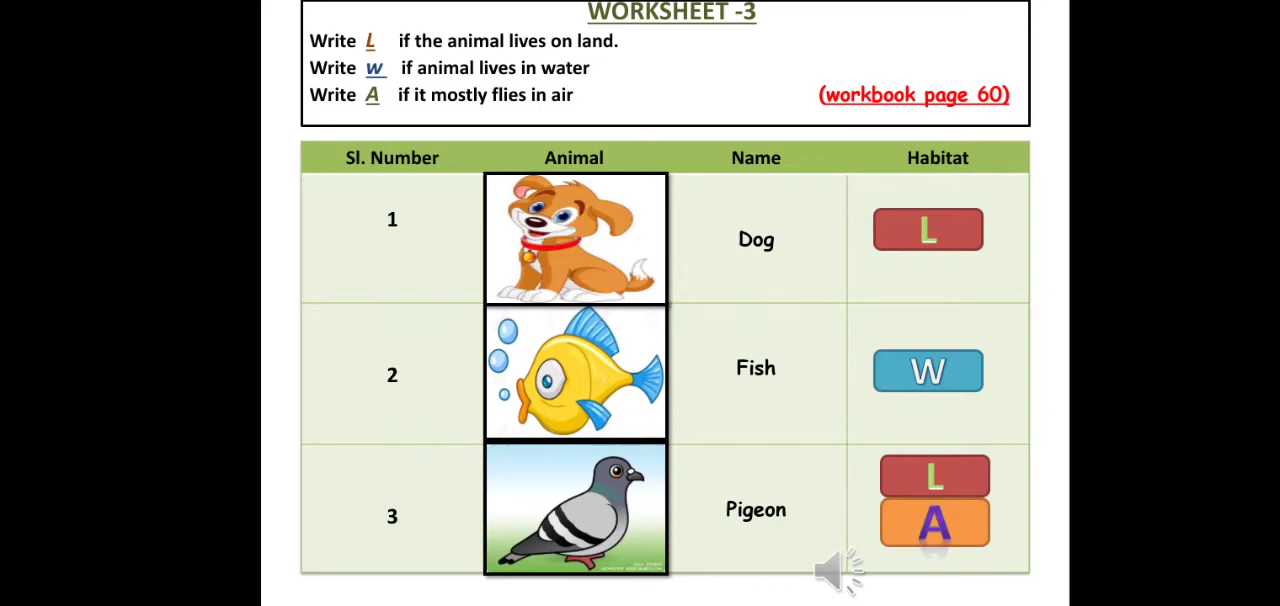 WORKSHEET -3
Write L if the animal lives on land.
Write w if animal lives in water
Write A if it mostly flies in air (workbook page 60)
Sl. Number Animal Name Habitat
1 Dog L
2 Fish W
3 Pigeon L
A